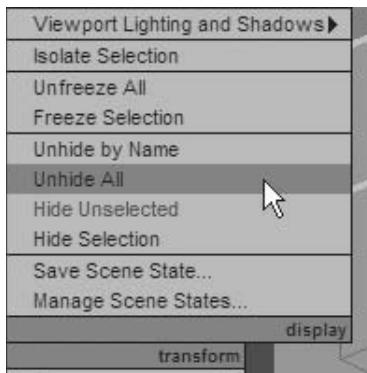 Viewport Lighting and Shadows
Isolate Selection
Unfreeze All
Freeze Selection
Unhide by Name
Unhide All
Hide Unselected
Hide Selection
Save Scene State...
Manage Scene States...
display
transform